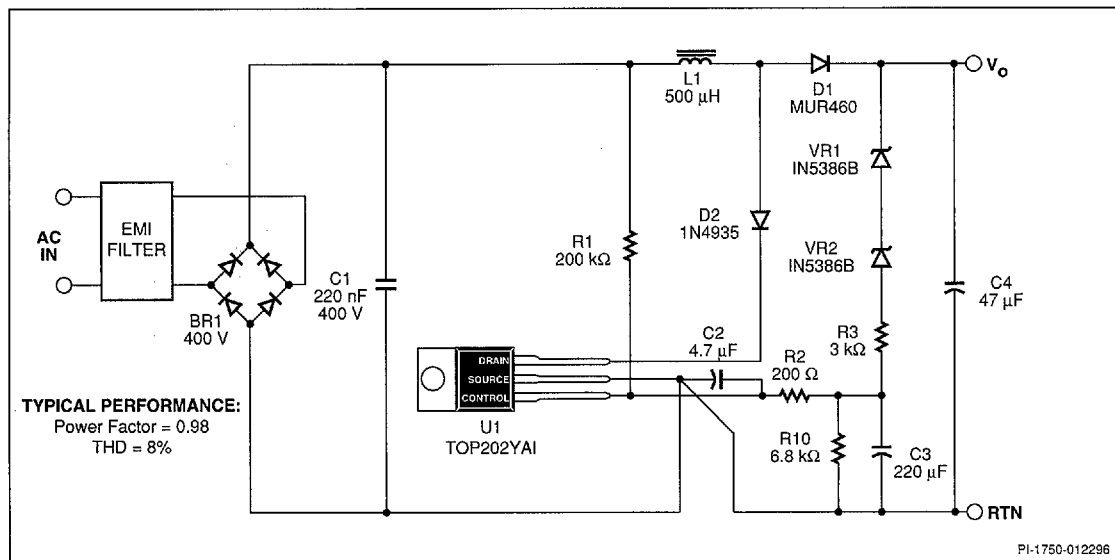 AC
IN
EMI
FILTER
BR1
400 V
C1
220 nF
400 V
TYPICAL PERFORMANCE:
Power Factor = 0.98
THD = 8%
R1
200 kΩ
L1
500 µH
D1
MUR460
VO
VR1
IN5386B
D2
1N4935
VR2
IN5386B
C4
47 µF
R3
3 kΩ
C2
4.7 µF
R2
200 Ω
DRAIN
SOURCE
CONTROL
U1
TOP202YAI
R10
6.8 kΩ
C3
220 µF
RTN
PI-1750-012296